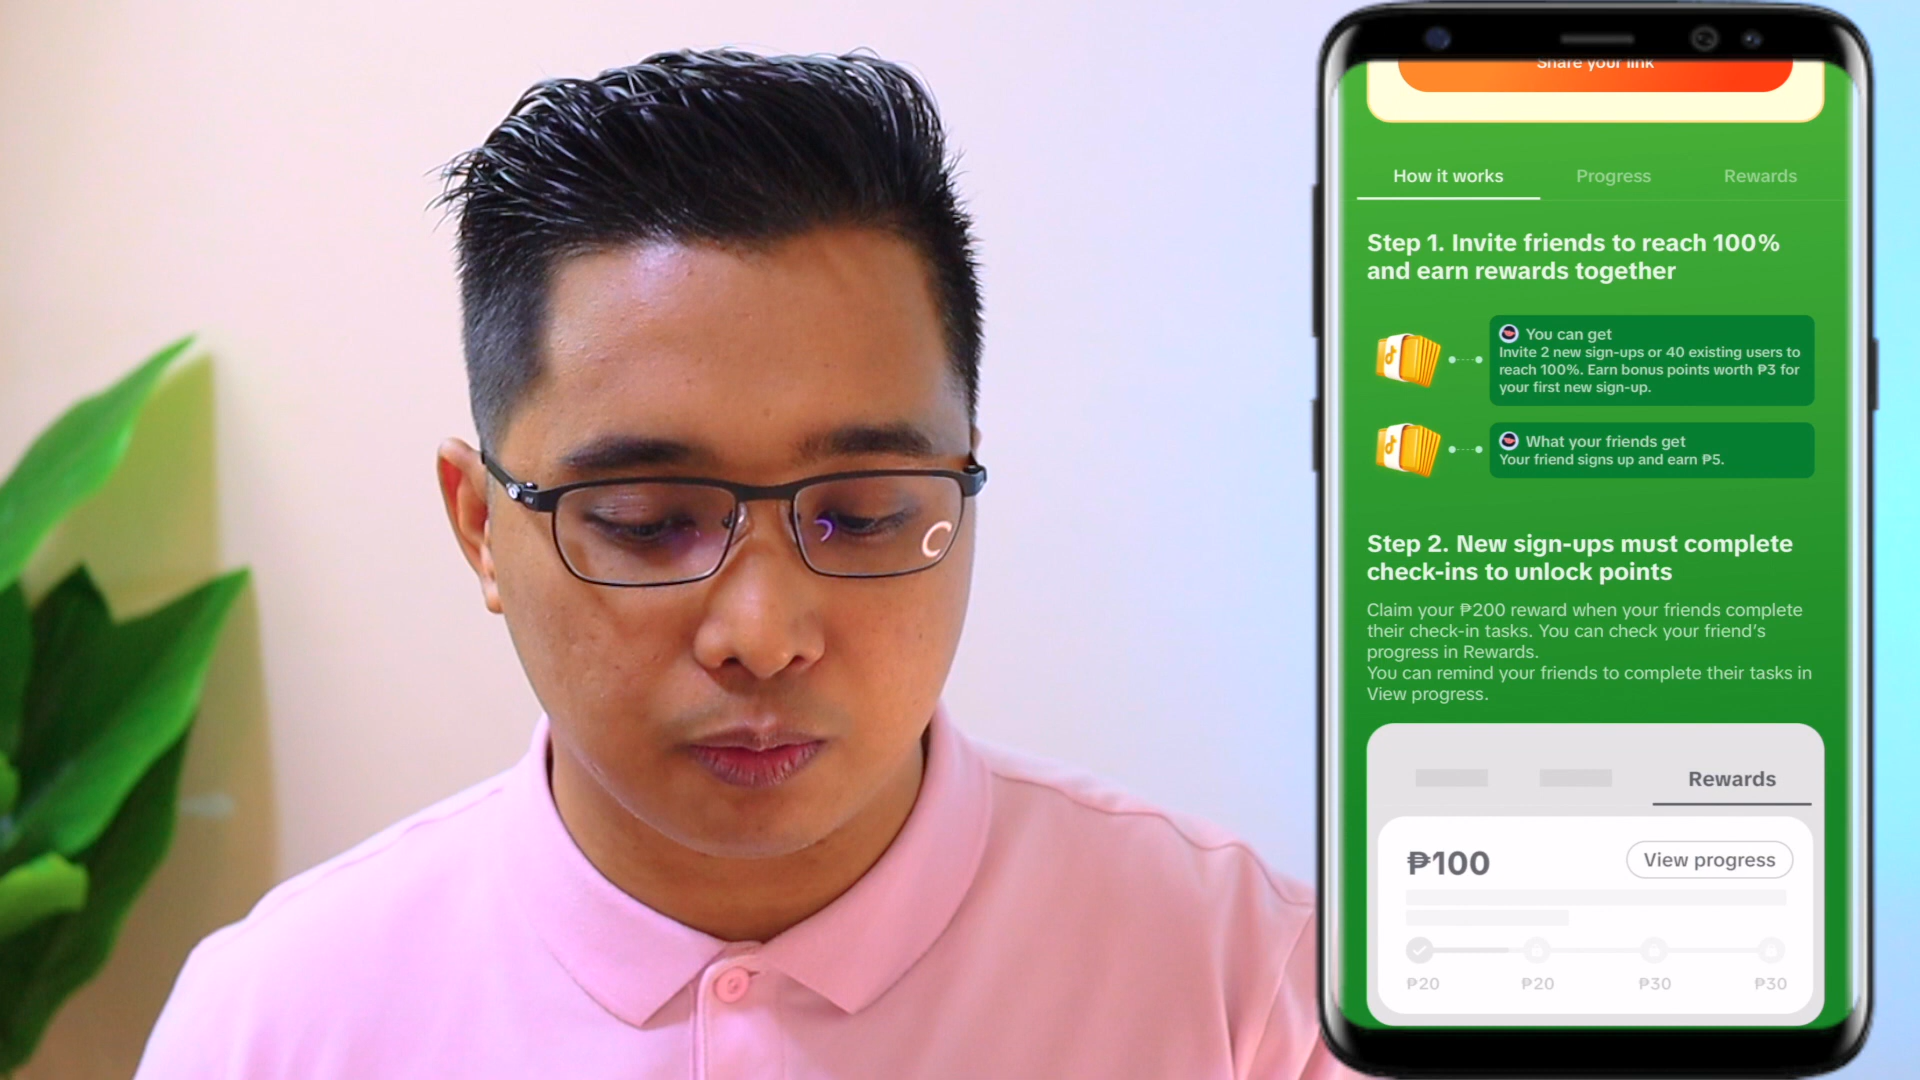 Share your link
How it works
Progress
Rewards
Step 1. Invite friends to reach 100%
and earn rewards together
You can get
Invite 2 new sign-ups or 40 existing users to
reach 100%. Earn bonus points worth ₱3 for
your first new sign-up.
What your friends get
Your friend signs up and earn ₱5.
Step 2. New sign-ups must complete
check-ins to unlock points
Claim your ₱200 reward when your friends complete
their check-in tasks. You can check your friend's
progress in Rewards.
You can remind your friends to complete their tasks in
View progress.
Rewards
₱100
View progress
₱20
₱20
₱30
₱30